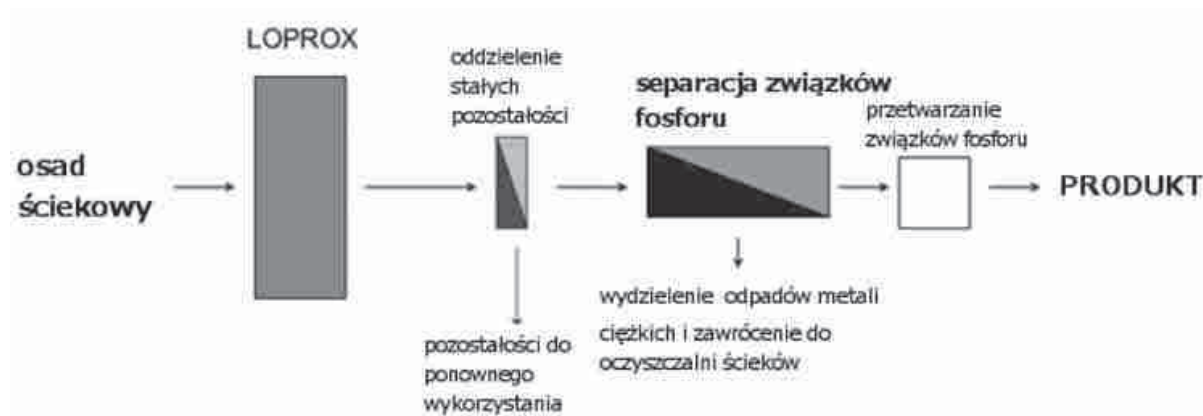 LOPROX
oddzielenie
stałych
pozostałości
separacja związków
fosforu
przetwarzanie
związków fosforu
osad
ściekowy
PRODUKT
wydzielenie odpadów metali
ciężkich i zawrócenie do
oczyszczalni ścieków
pozostałości do
ponownego
wykorzystania